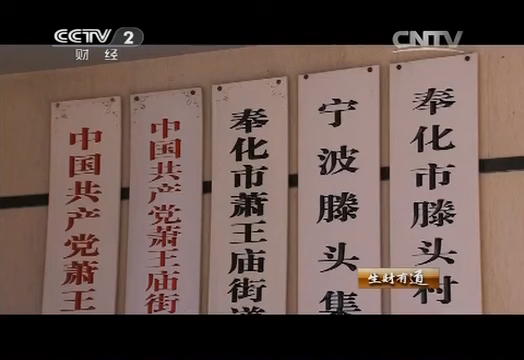 CCTV 2
财经
CNTV
中国共产党萧王
中国共产党萧王庙街
奉化市萧王庙街道
宁波滕头集
奉化市滕头村
生财有道